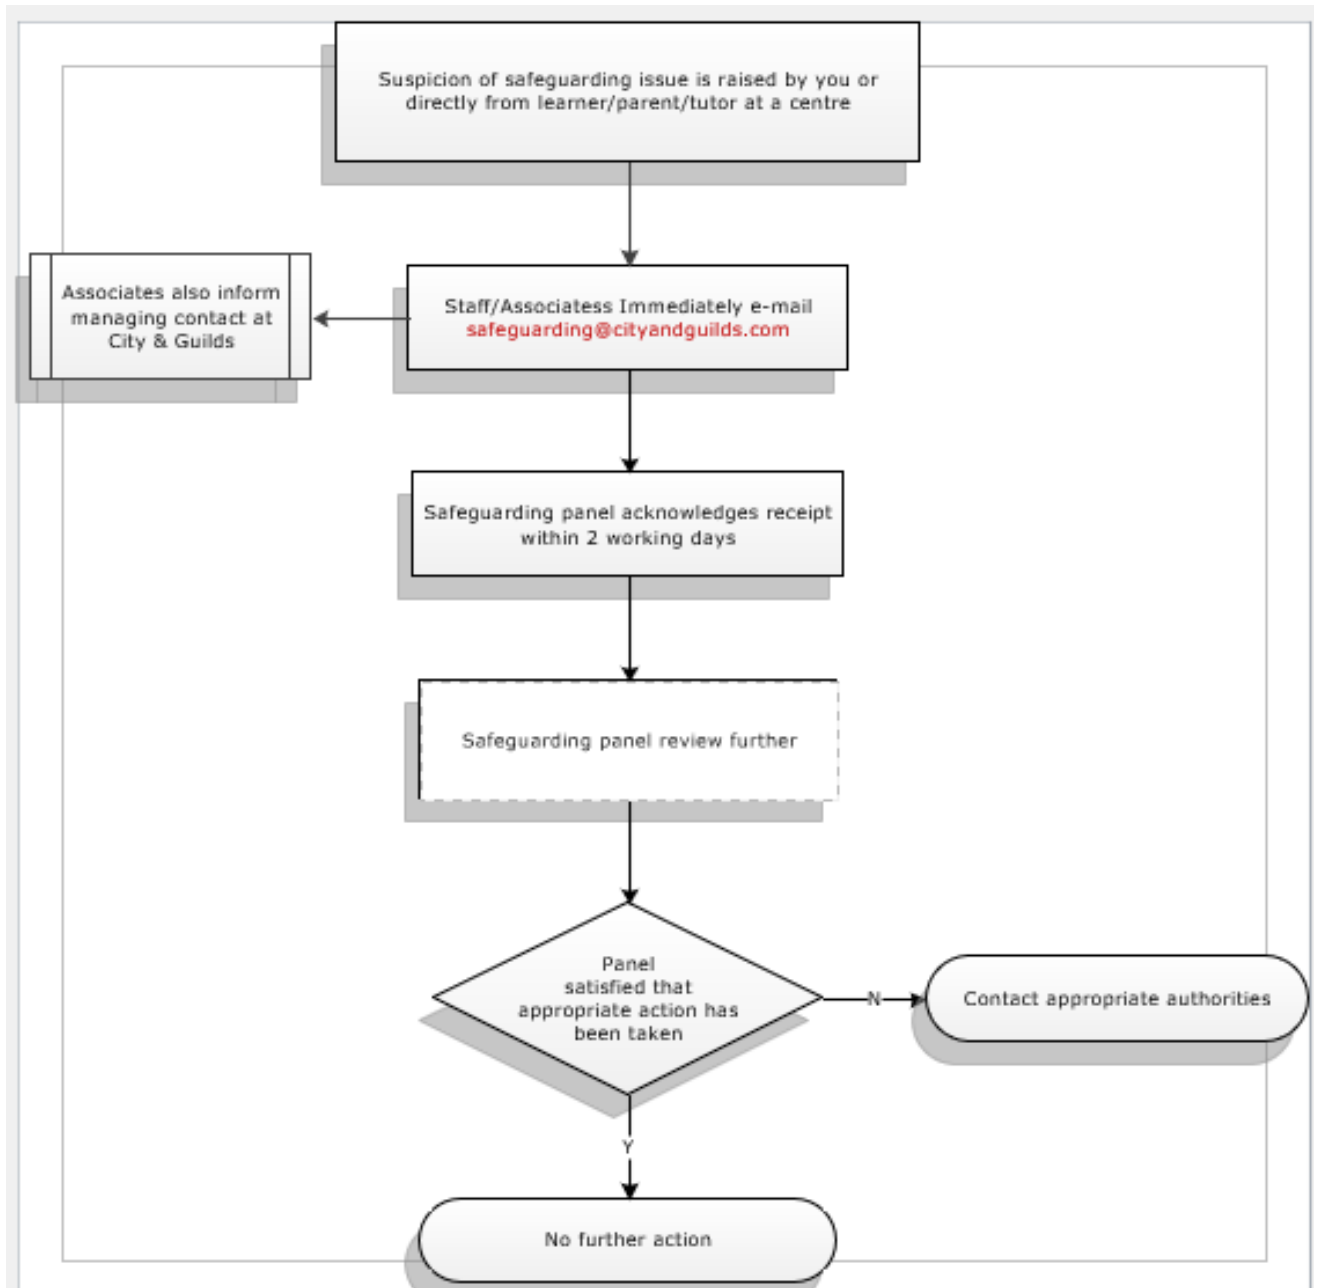 Suspicion of safeguarding issue is raised by you or
directly from learner/parent/tutor at a centre
Associates also inform
managing contact at
City & Guilds
Staff/Associatess Immediately e-mail
safeguarding@cityandguilds.com
Safeguarding panel acknowledges receipt
within 2 working days
Safeguarding panel review further
Panel
satisfied that
appropriate action has
been taken
N
Contact appropriate authorities
Y
No further action